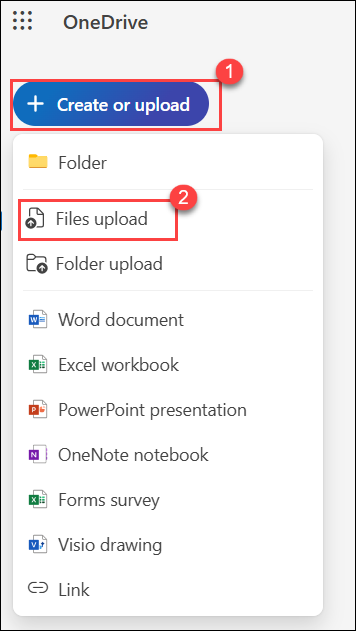 OneDrive
1
+ Create or upload
Folder
2
Files upload
Folder upload
Word document
Excel workbook
PowerPoint presentation
OneNote notebook
Forms survey
Visio drawing
Link